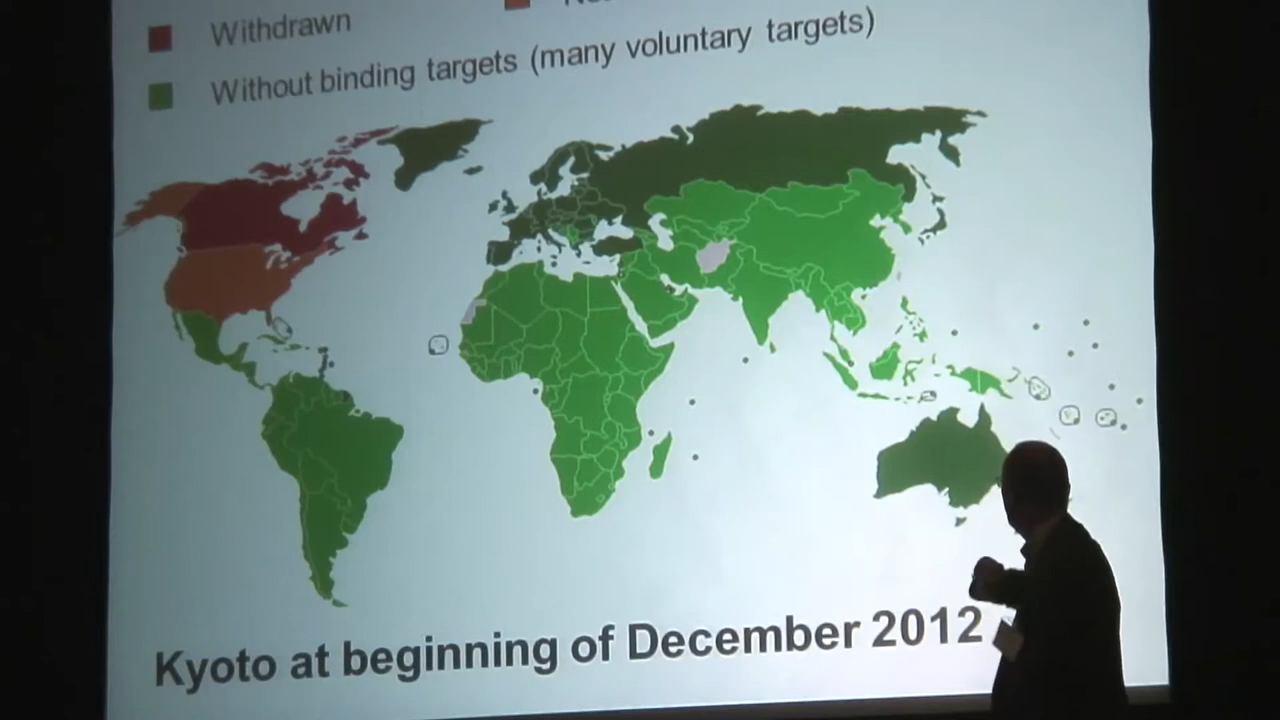 Withdrawn
Without binding targets (many voluntary targets)
Kyoto at beginning of December 2012